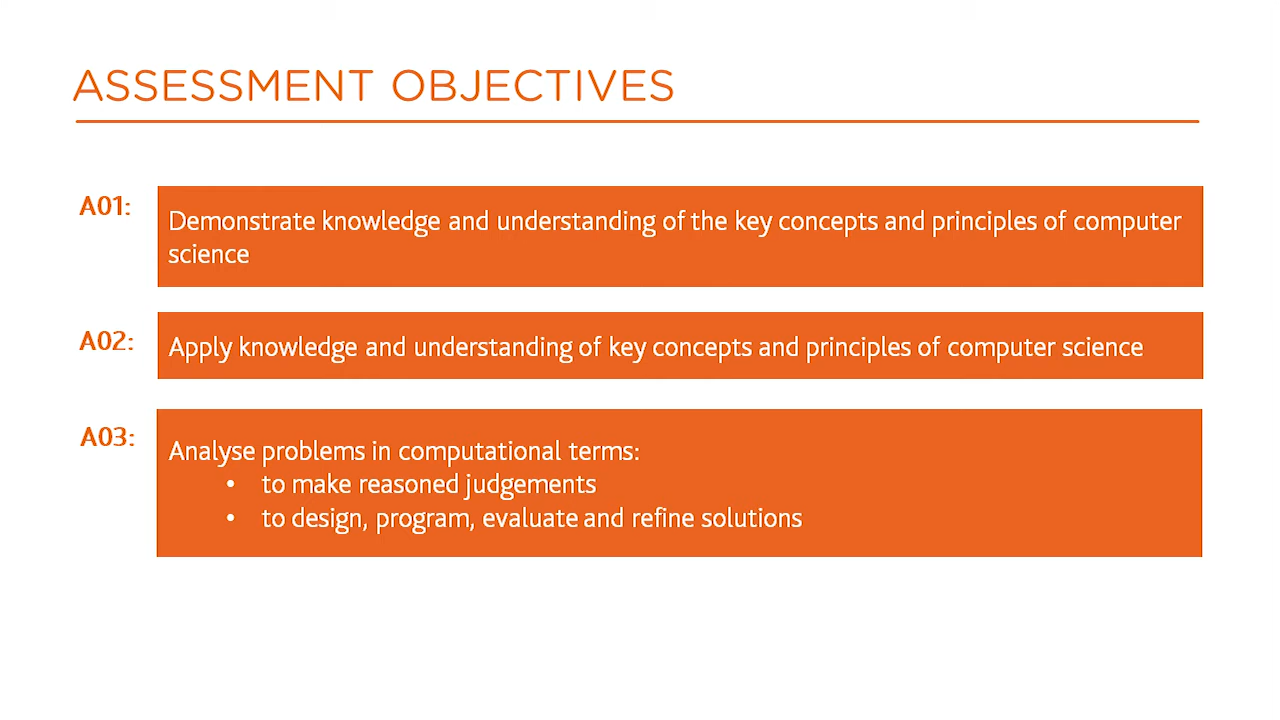 ASSESSMENT OBJECTIVES
A01:
Demonstrate knowledge and understanding of the key concepts and principles of computer
science
A02:
Apply knowledge and understanding of key concepts and principles of computer science
A03:
Analyse problems in computational terms:
• to make reasoned judgements
• to design, program, evaluate and refine solutions